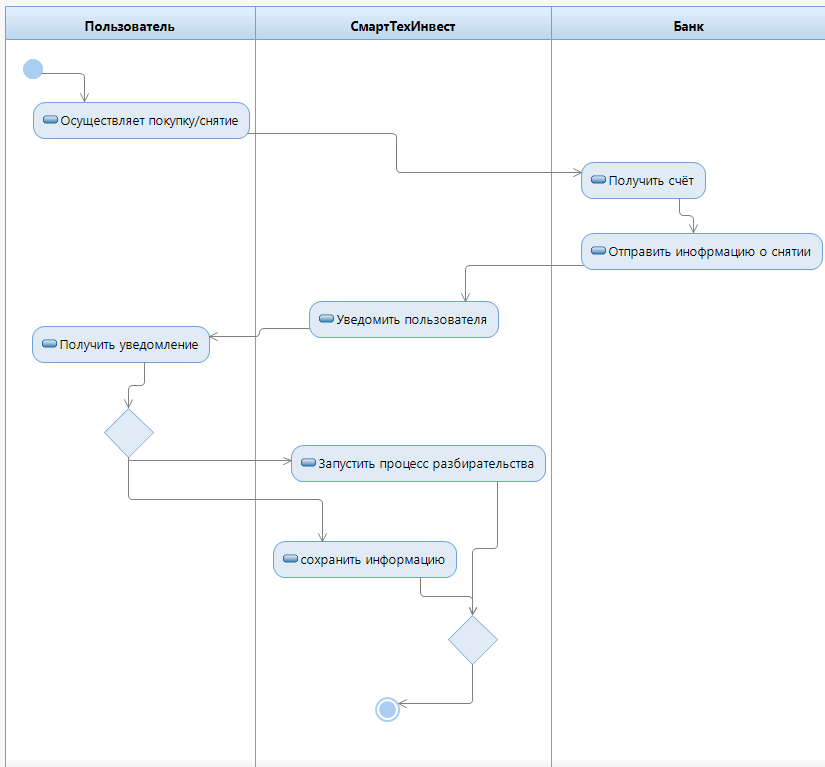 Пользователь
СмартТехИнвест
Банк
Осуществляет покупку/снятие
Получить счёт
Отправить инофрмацию о снятии
Уведомить пользователя
Получить уведомление
Запустить процесс разбирательства
сохранить информацию